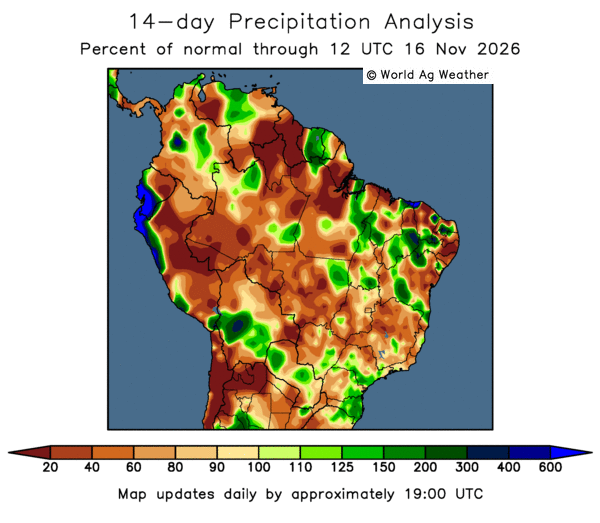 14-day Precipitation Analysis
Percent of normal through 12 UTC 16 Nov 2026
© World Ag Weather
20 40 60 80 90 100 110 125 150 200 300 400 600
Map updates daily by approximately 19:00 UTC